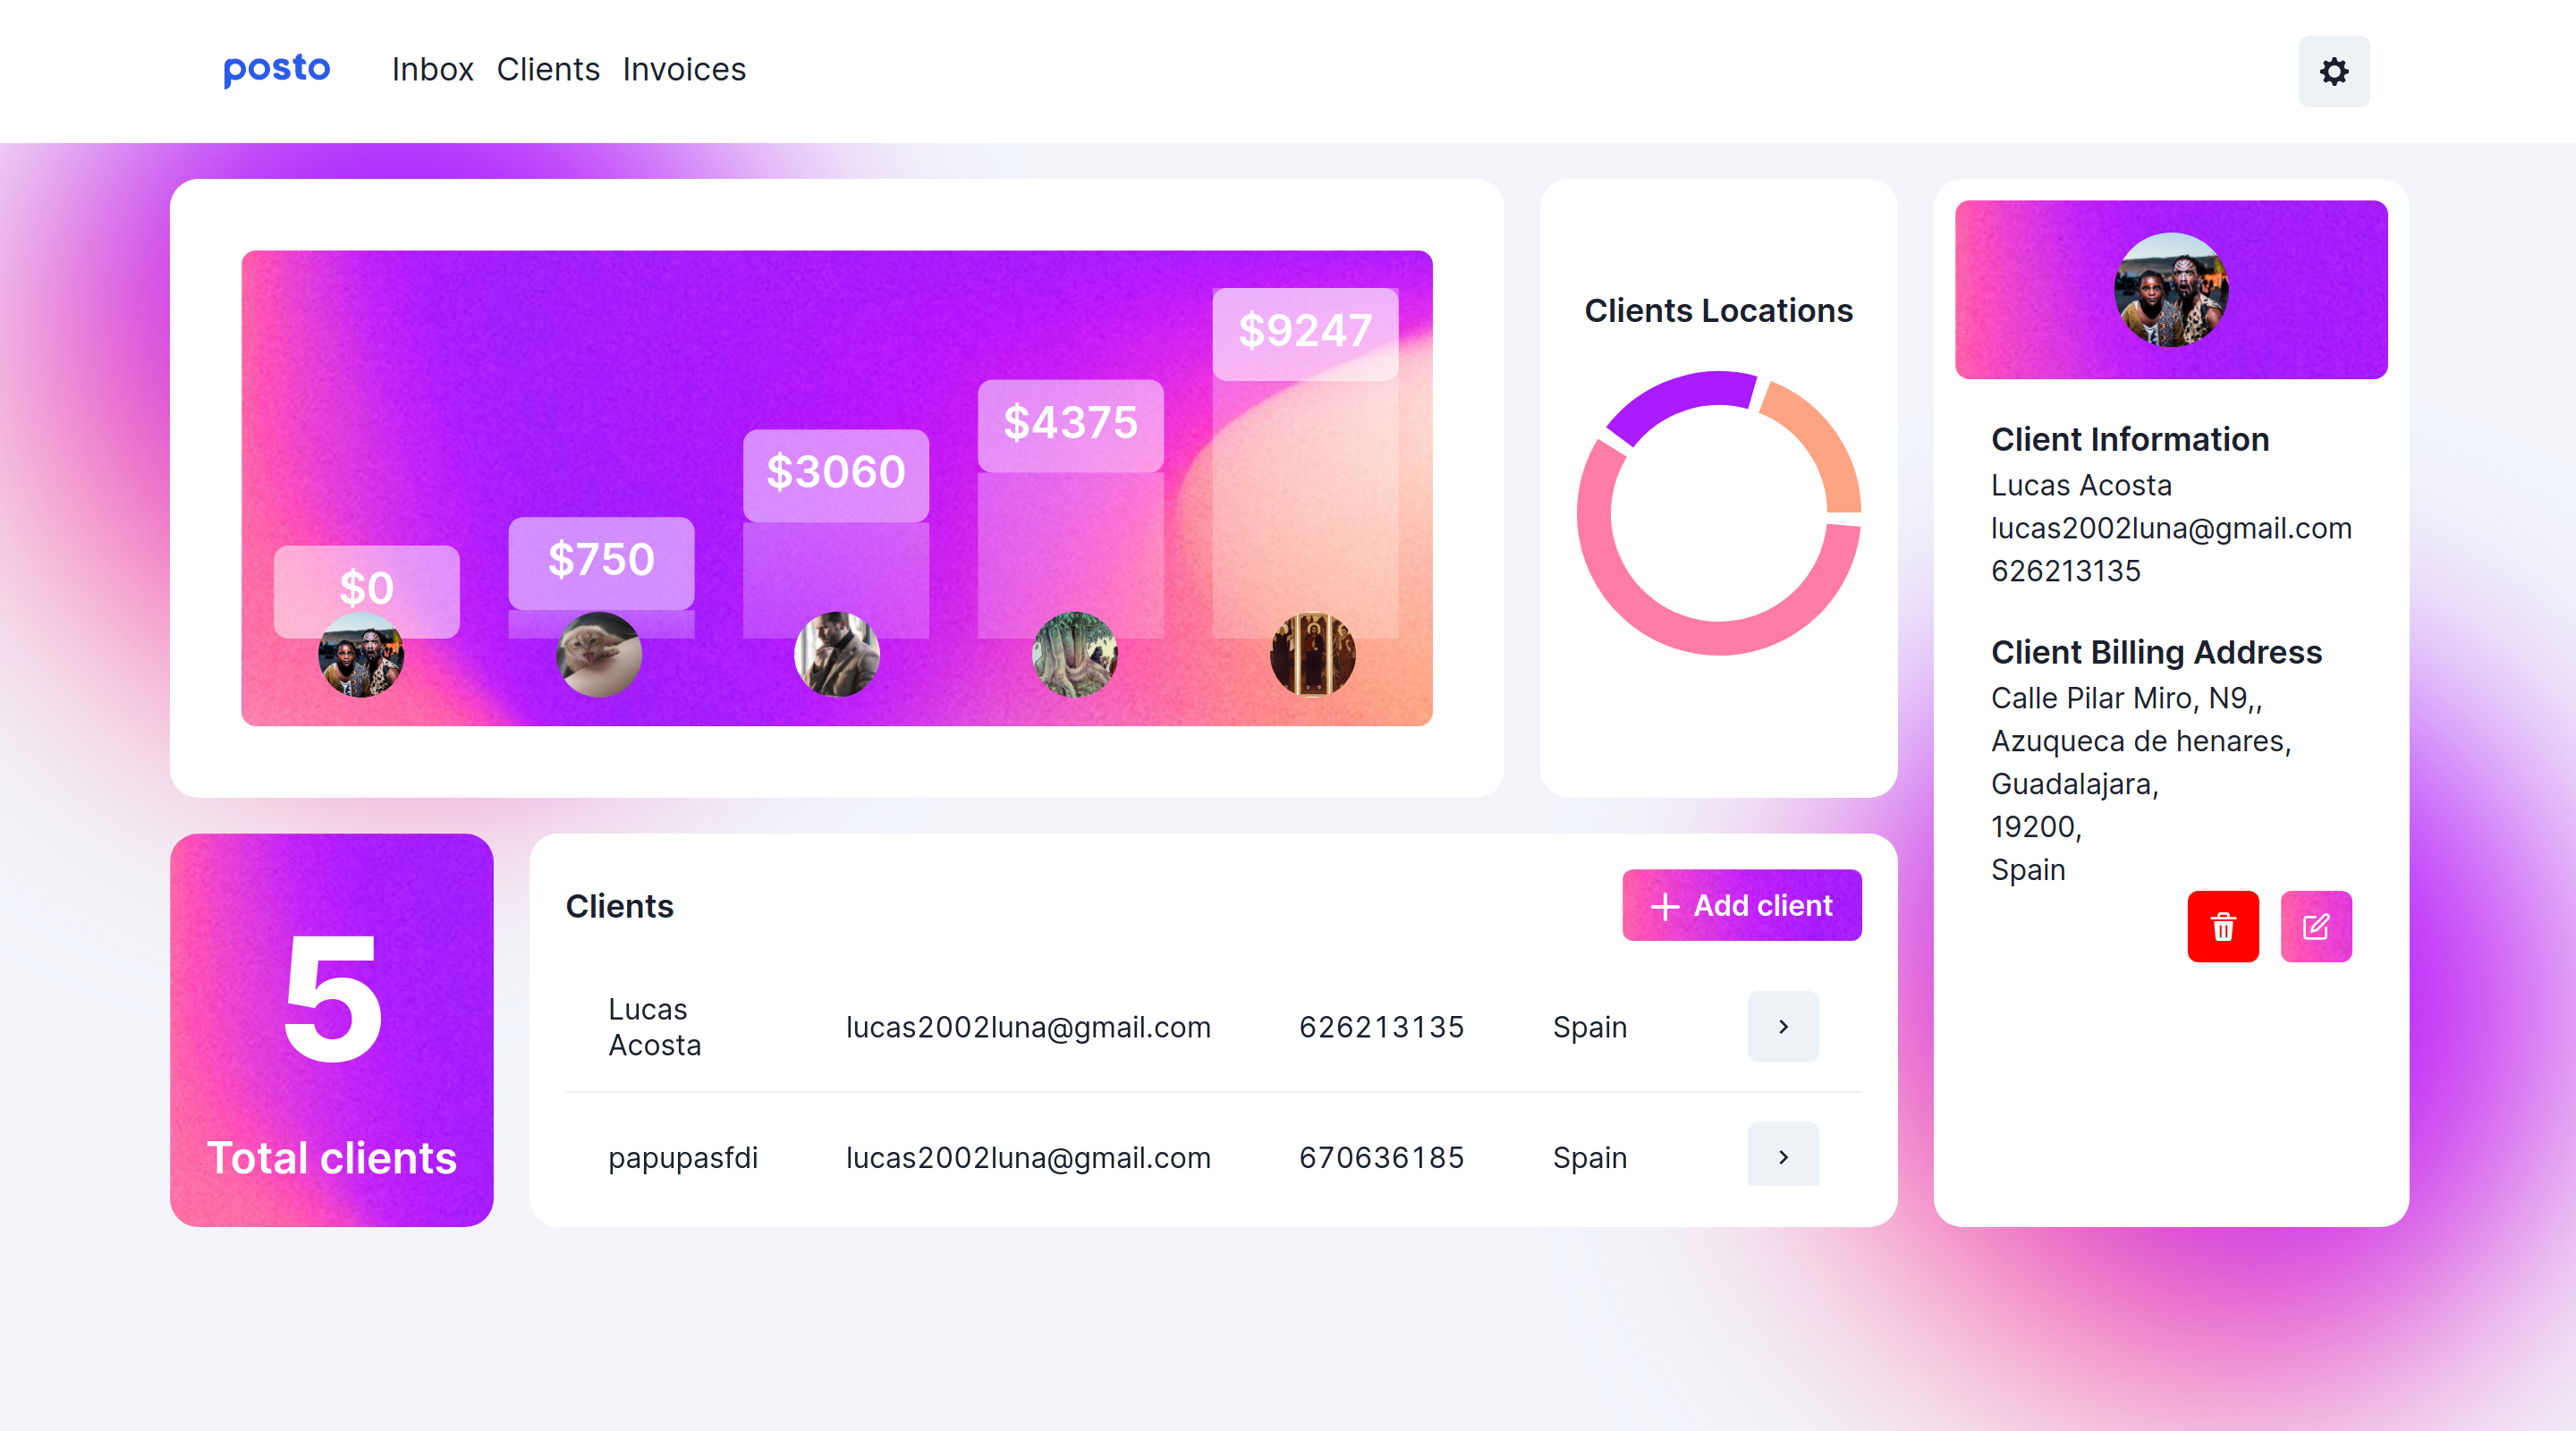 posto
Inbox Clients Invoices
$0
$750
$3060
$4375
$9247
Clients Locations
Client Information
Lucas Acosta
lucas2002luna@gmail.com
626213135
Client Billing Address
Calle Pilar Miro, N9,,
Azuqueca de henares,
Guadalajara,
19200,
Spain
5
Total clients
Clients
Add client
Lucas
Acosta
lucas2002luna@gmail.com
626213135
Spain
papupasfdi
lucas2002luna@gmail.com
670636185
Spain